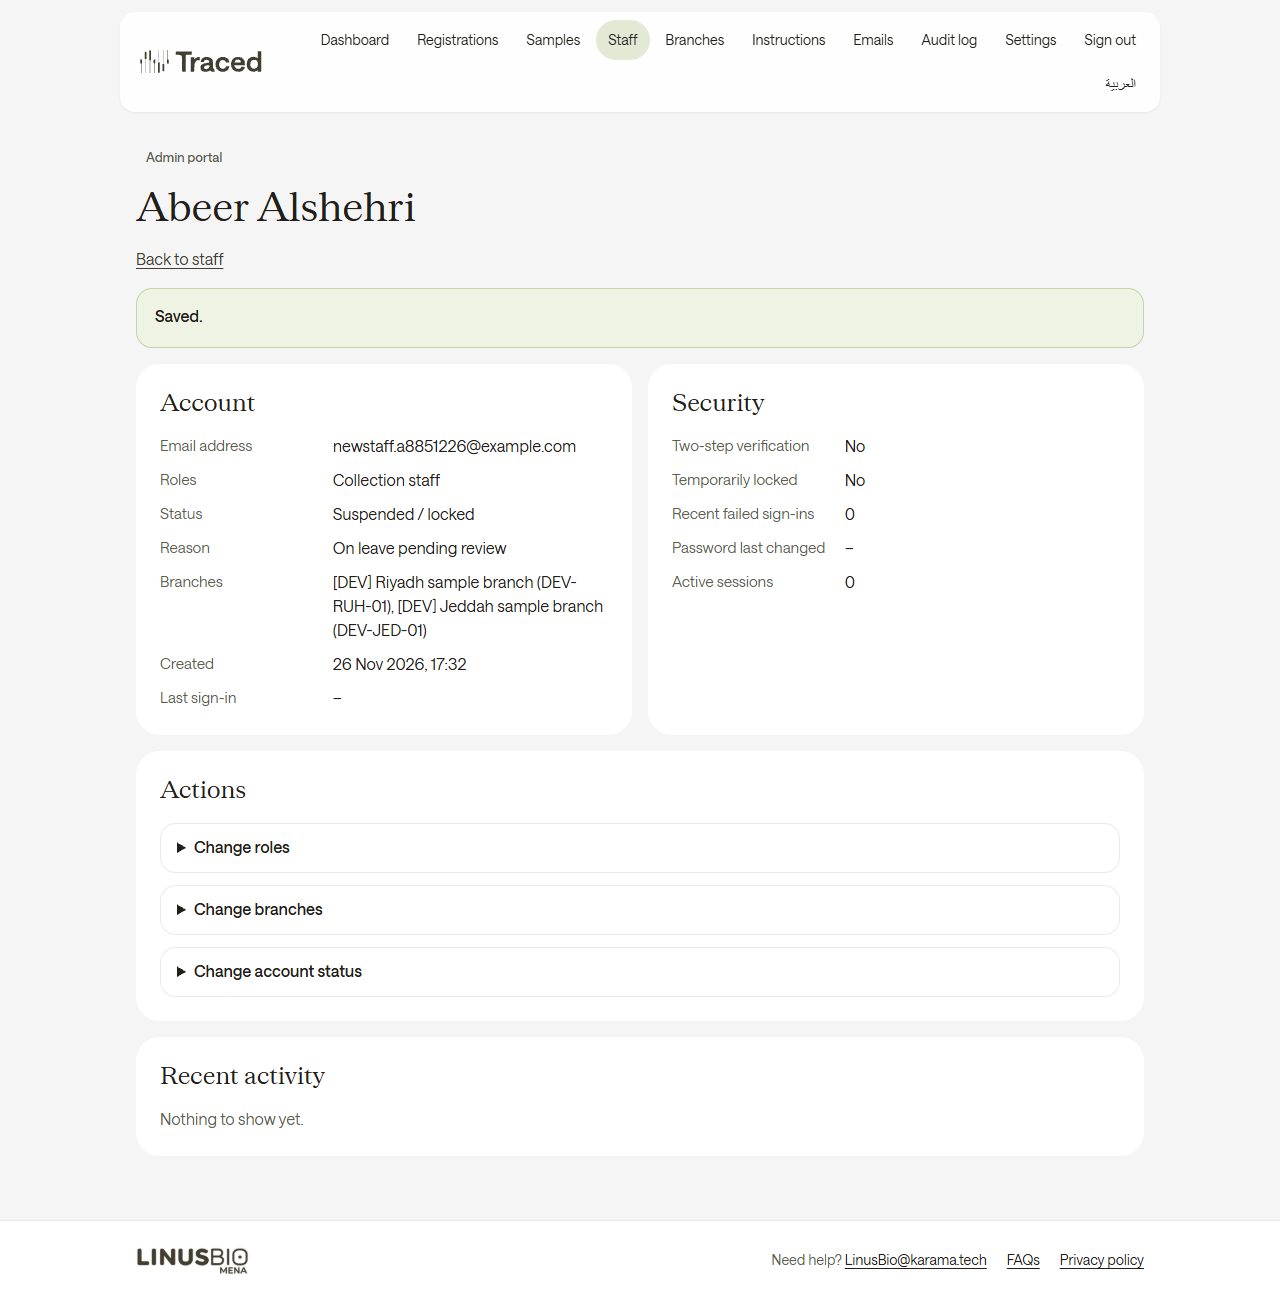 Traced
Dashboard
Registrations
Samples
Staff
Branches
Instructions
Emails
Audit log
Settings
Sign out
العربية
Admin portal
Abeer Alshehri
Back to staff
Saved.
Account
Email address newstaff.a8851226@example.com
Roles Collection staff
Status Suspended / locked
Reason On leave pending review
Branches [DEV] Riyadh sample branch (DEV-
RUH-01), [DEV] Jeddah sample branch
(DEV-JED-01)
Created 26 Nov 2026, 17:32
Last sign-in –
Security
Two-step verification No
Temporarily locked No
Recent failed sign-ins 0
Password last changed –
Active sessions 0
Actions
Change roles
Change branches
Change account status
Recent activity
Nothing to show yet.
LINUSBIO
MENA
Need help? LinusBio@karama.tech
FAQs
Privacy policy